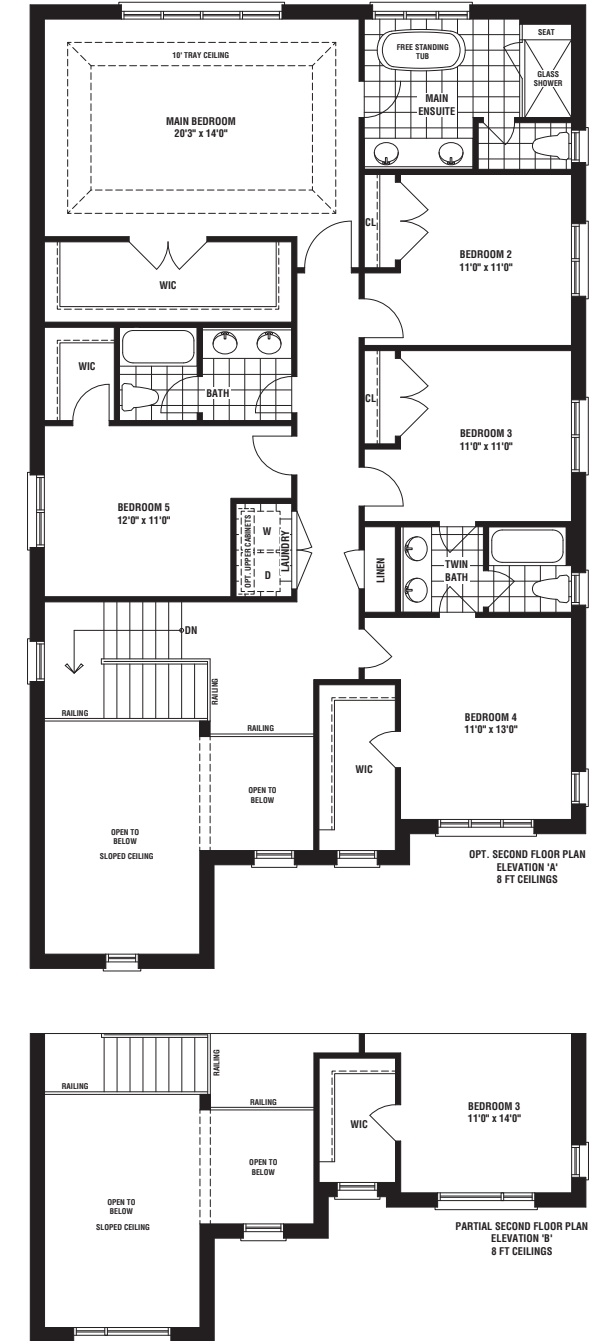 SEAT
FREE STANDING
TUB
10' TRAY CEILING
GLASS
SHOWER
MAIN
ENSUITE
MAIN BEDROOM
20'3" x 14'0"
CL
BEDROOM 2
11'0" x 11'0"
WIC
WIC
BATH
CL
BEDROOM 3
11'0" x 11'0"
BEDROOM 5
12'0" x 11'0"
OPT. UPPER CABINETS
W
D
LAUNDRY
LINEN
TWIN
BATH
DN
RAILING
RAILING
RAILING
BEDROOM 4
11'0" x 13'0"
WIC
OPEN TO
BELOW
OPEN TO
BELOW
SLOPED CEILING
OPT. SECOND FLOOR PLAN
ELEVATION 'A'
8 FT CEILINGS
RAILING
RAILING
RAILING
BEDROOM 3
11'0" x 14'0"
WIC
OPEN TO
BELOW
OPEN TO
BELOW
SLOPED CEILING
PARTIAL SECOND FLOOR PLAN
ELEVATION 'B'
8 FT CEILINGS